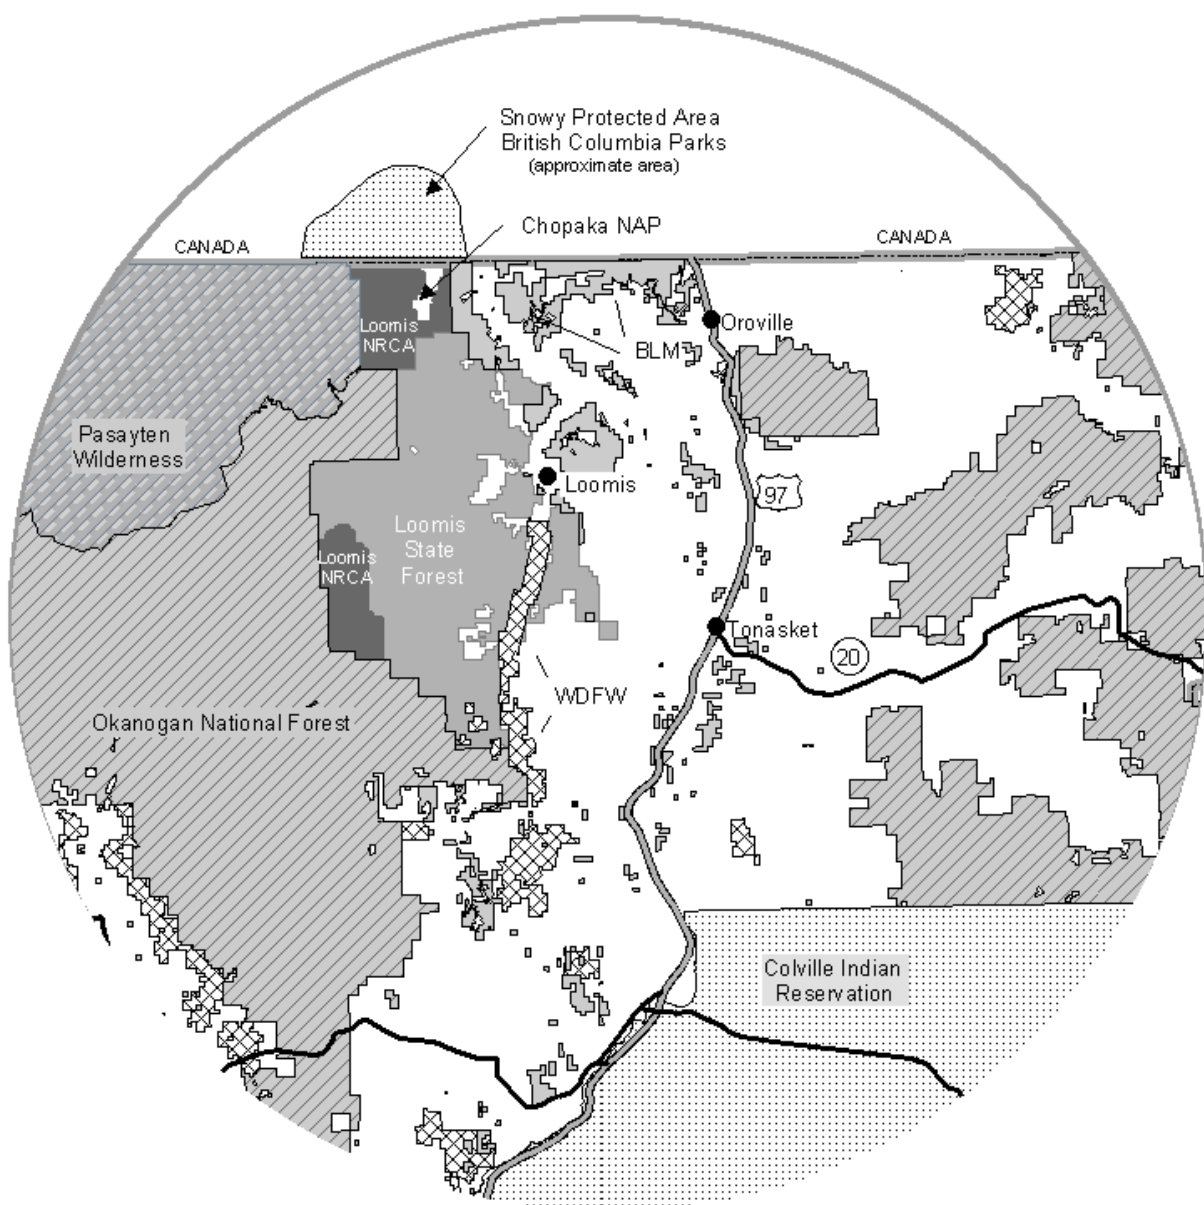 Snowy Protected Area
British Columbia Parks
(approximate area)
Chopaka NAP
CANADA
CANADA
Loomis
NRCA
Oroville
BLM
Pasayten
Wilderness
Loomis
97
Loomis
State
Forest
Loomis
NRCA
Tonasket
20
WDFW
Okanogan National Forest
Colville Indian
Reservation